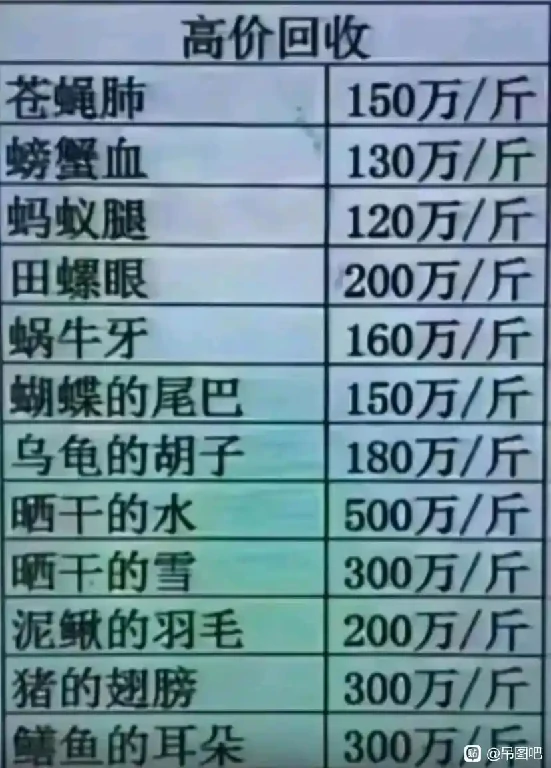 高价回收
苍蝇肺 150万/斤
螃蟹血 130万/斤
蚂蚁腿 120万/斤
田螺眼 200万/斤
蜗牛牙 160万/斤
蝴蝶的尾巴 150万/斤
乌龟的胡子 180万/斤
晒干的水 500万/斤
晒干的雪 300万/斤
泥鳅的羽毛 200万/斤
猪的翅膀 300万/斤
鳝鱼的耳朵 300万/斤
@吊图吧